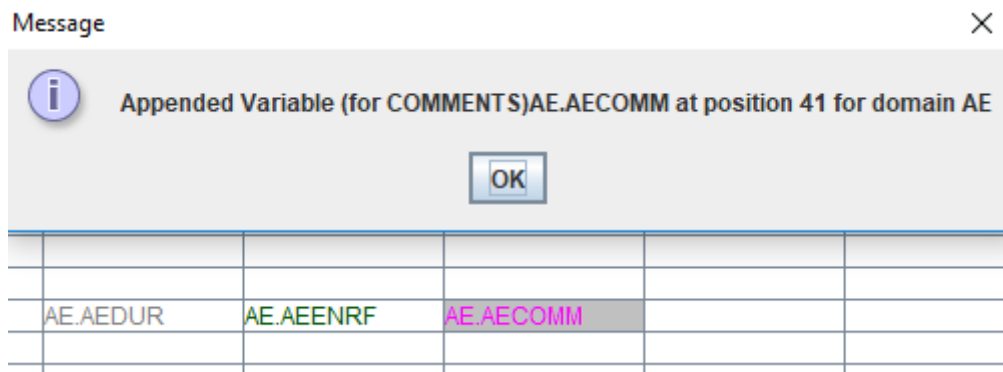 Message
Appended Variable (for COMMENTS)AE.AECOMM at position 41 for domain AE
OK
AE.AEDUR AE.AEENRF AE.AECOMM